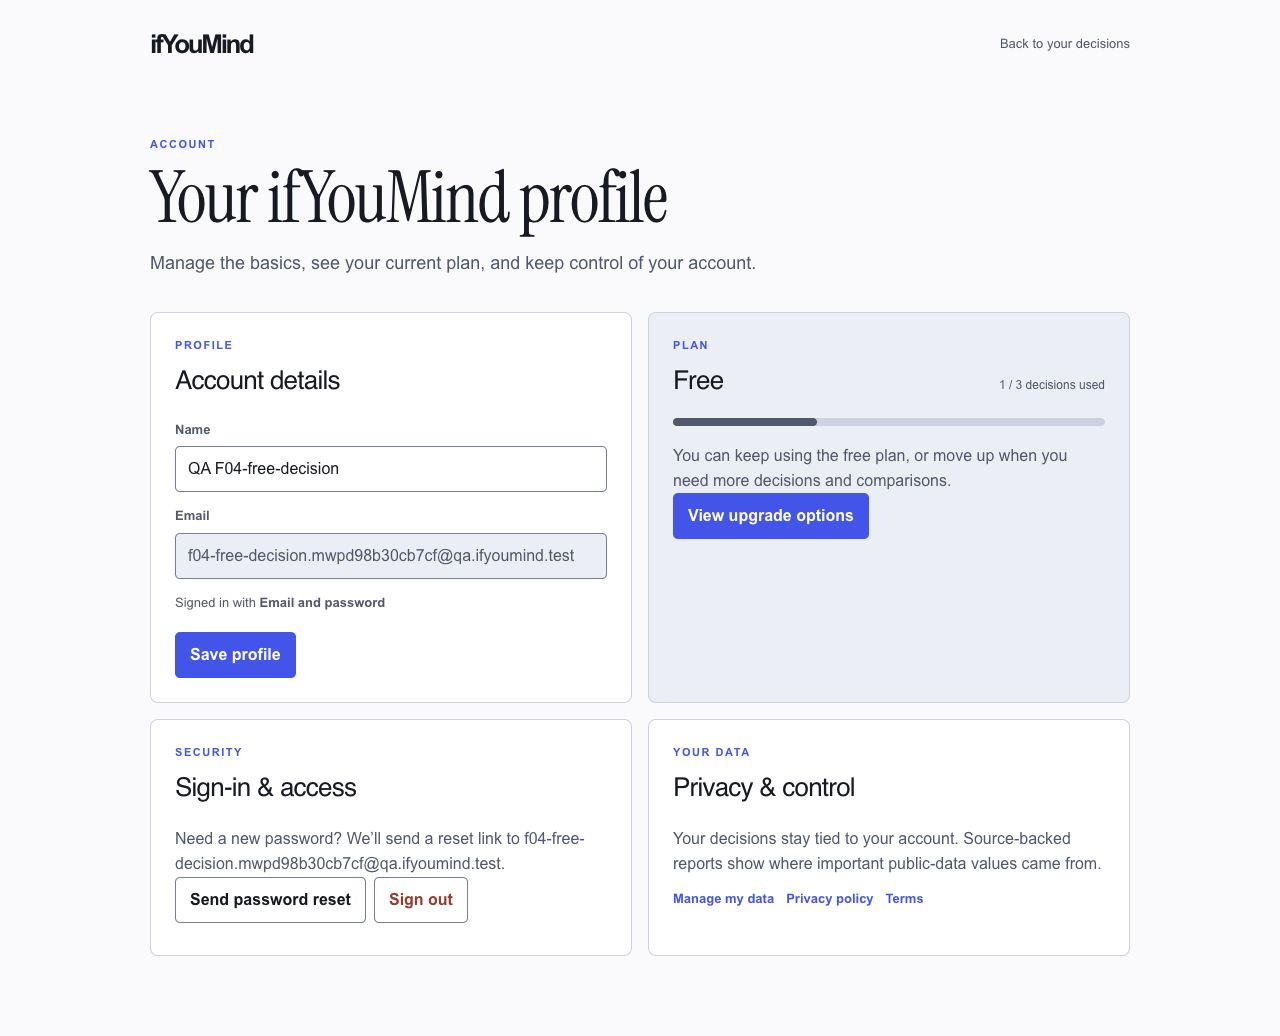 ifYouMind
Back to your decisions
ACCOUNT
Your ifYouMind profile
Manage the basics, see your current plan, and keep control of your account.
PROFILE
Account details
Name
QA F04-free-decision
Email
f04-free-decision.mwpd98b30cb7cf@qa.ifyoumind.test
Signed in with Email and password
Save profile
PLAN
Free
1 / 3 decisions used
You can keep using the free plan, or move up when you
need more decisions and comparisons.
View upgrade options
SECURITY
Sign-in & access
Need a new password? We’ll send a reset link to f04-free-
decision.mwpd98b30cb7cf@qa.ifyoumind.test.
Send password reset
Sign out
YOUR DATA
Privacy & control
Your decisions stay tied to your account. Source-backed
reports show where important public-data values came from.
Manage my data Privacy policy Terms